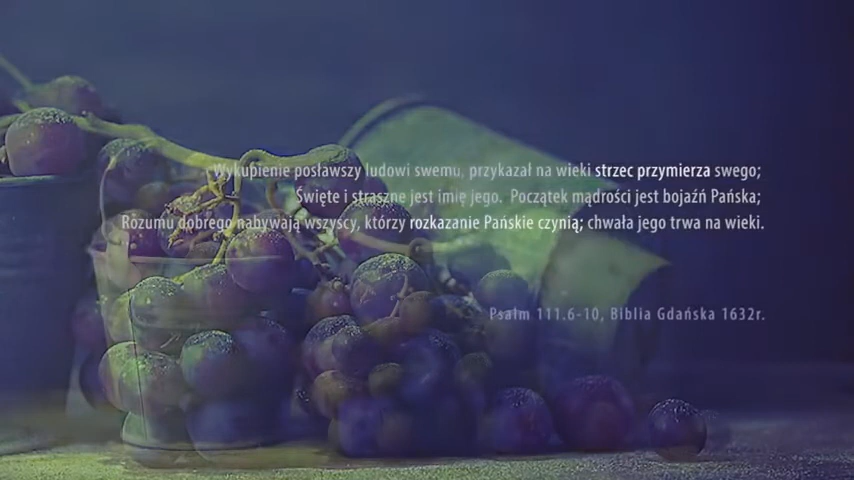 Wykupienie posławszy ludowi swemu, przykazał na wieki strzec przymierza swego;
Święte i straszne jest imię jego. Początek mądrości jest bojaźń Pańska;
Rozumu dobrego nabywają wszyscy, którzy rozkazanie Pańskie czynią; chwała jego trwa na wieki.
Psalm 111.6-10, Biblia Gdańska 1632r.